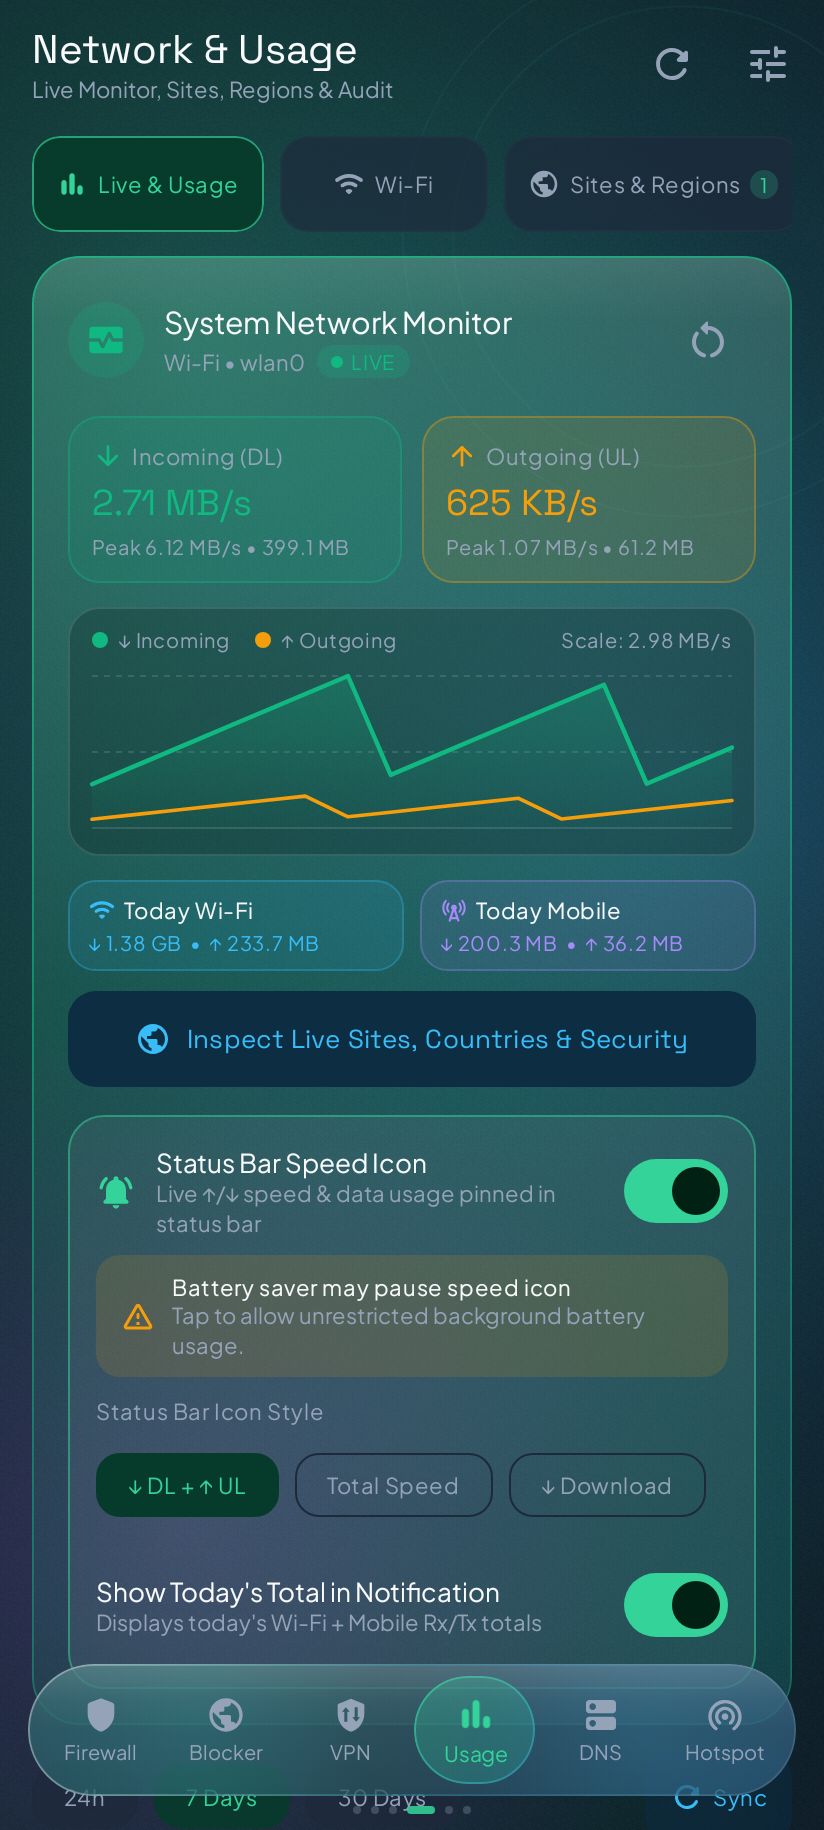 Network & Usage
Live Monitor, Sites, Regions & Audit
Live & Usage
Wi-Fi
Sites & Regions 1
System Network Monitor
Wi-Fi • wlan0 LIVE
↓ Incoming (DL)
2.71 MB/s
Peak 6.12 MB/s • 399.1 MB
↑ Outgoing (UL)
625 KB/s
Peak 1.07 MB/s • 61.2 MB
↓ Incoming ↑ Outgoing Scale: 2.98 MB/s
Today Wi-Fi
↓ 1.38 GB • ↑ 233.7 MB
Today Mobile
↓ 200.3 MB • ↑ 36.2 MB
Inspect Live Sites, Countries & Security
Status Bar Speed Icon
Live ↑/↓ speed & data usage pinned in
status bar
Battery saver may pause speed icon
Tap to allow unrestricted background battery
usage.
Status Bar Icon Style
↓ DL + ↑ UL
Total Speed
↓ Download
Show Today's Total in Notification
Displays today's Wi-Fi + Mobile Rx/Tx totals
Firewall
Blocker
VPN
Usage
DNS
Hotspot
24h
7 Days
30 Days
Sync